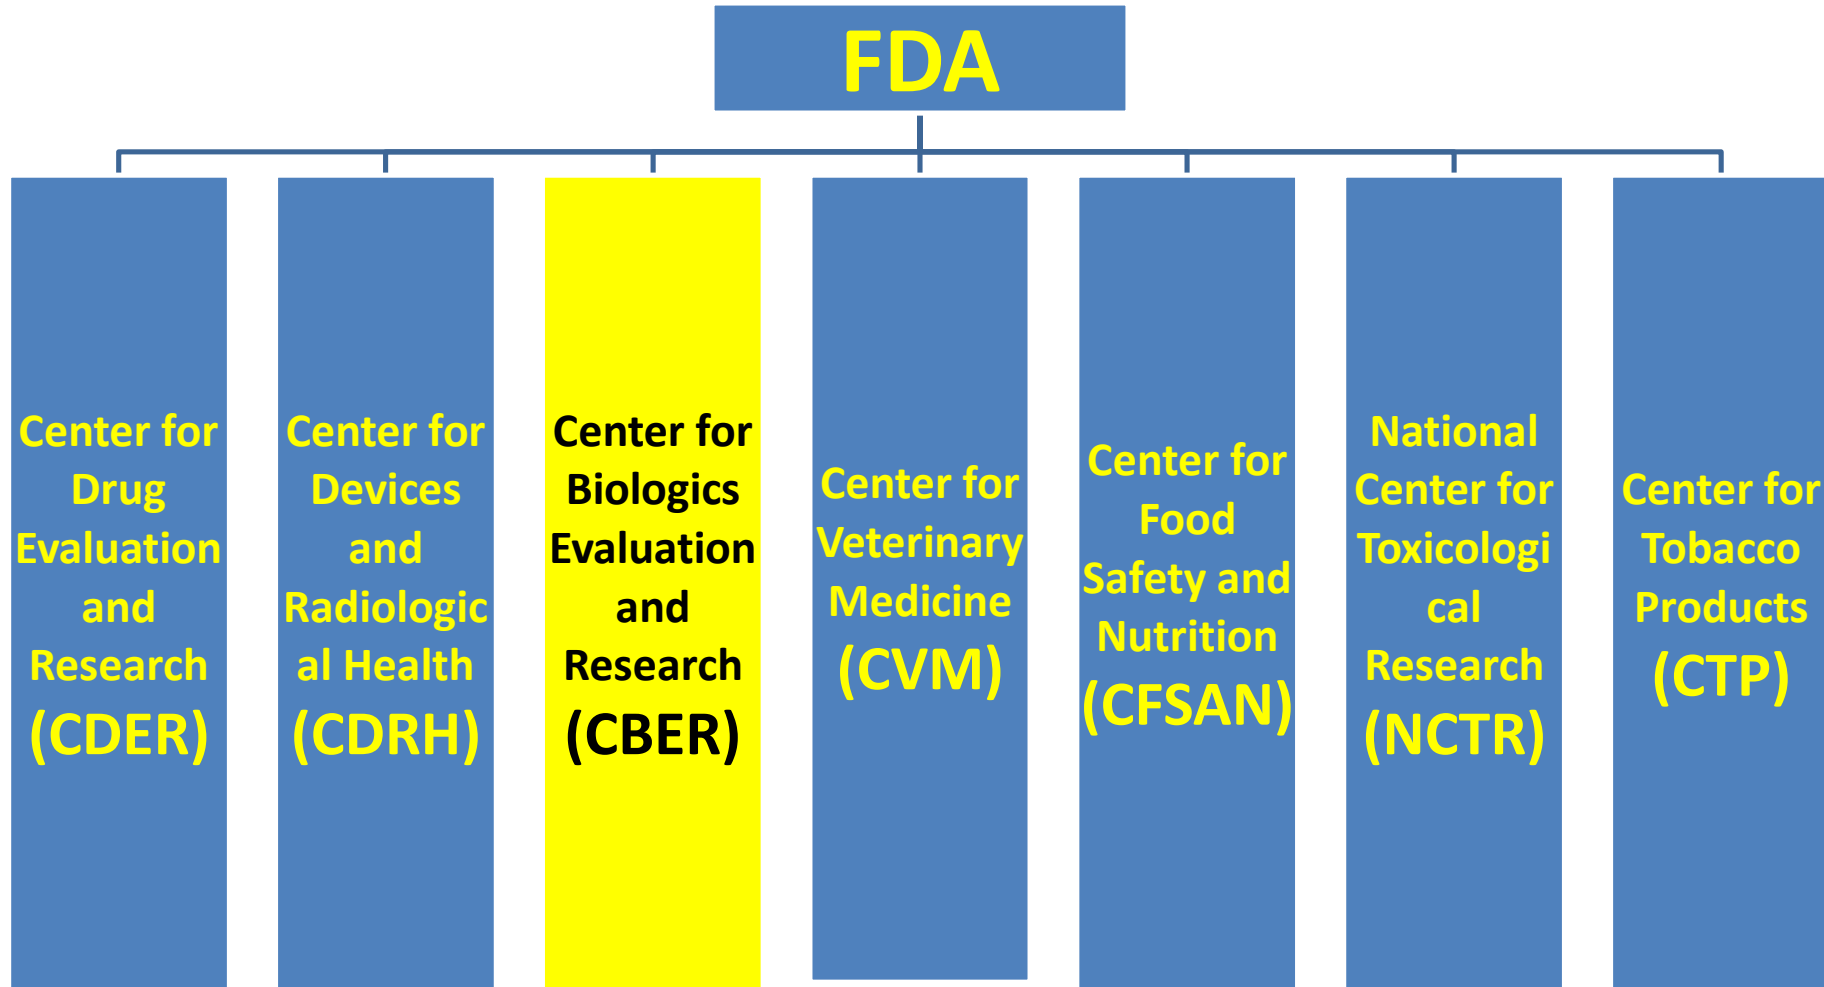 FDA
Center for
Drug
Evaluation
and
Research
(CDER)
Center for
Devices
and
Radiologic
al Health
(CDRH)
Center for
Biologics
Evaluation
and
Research
(CBER)
Center for
Veterinary
Medicine
(CVM)
Center for
Food
Safety and
Nutrition
(CFSAN)
National
Center for
Toxicologi
cal
Research
(NCTR)
Center for
Tobacco
Products
(CTP)